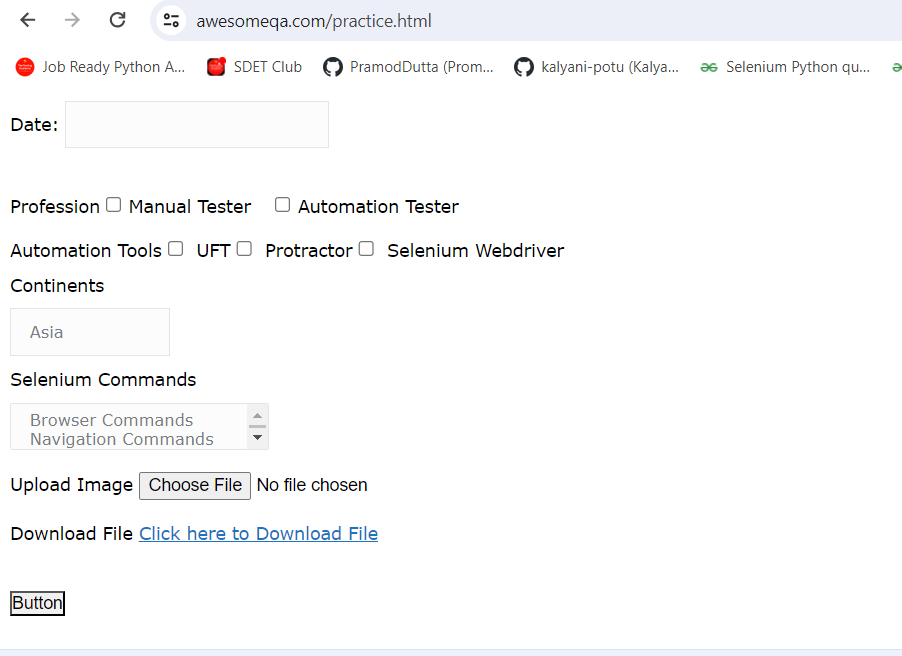 awesomeqa.com/practice.html
Job Ready Python A... SDET Club PramodDutta (Prom... kalyani-potu (Kalya... Selenium Python qu...
Date:
Profession Manual Tester Automation Tester
Automation Tools UFT Protractor Selenium Webdriver
Continents
Asia
Selenium Commands
Browser Commands
Navigation Commands
Upload Image Choose File No file chosen
Download File Click here to Download File
Button